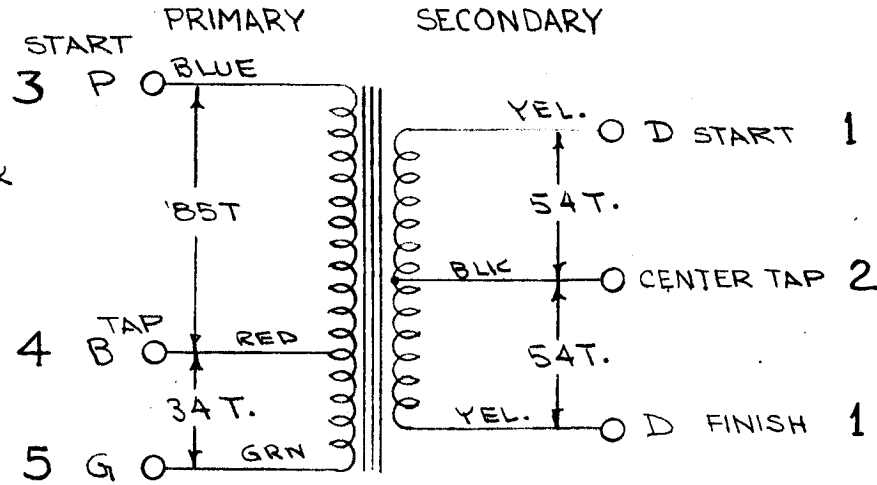 PRIMARY SECONDARY
START
3 P BLUE
YEL. D START 1
'85T
54T.
BLK CENTER TAP 2
TAP
4 B RED
54T.
34T.
YEL. D FINISH 1
5 G GRN